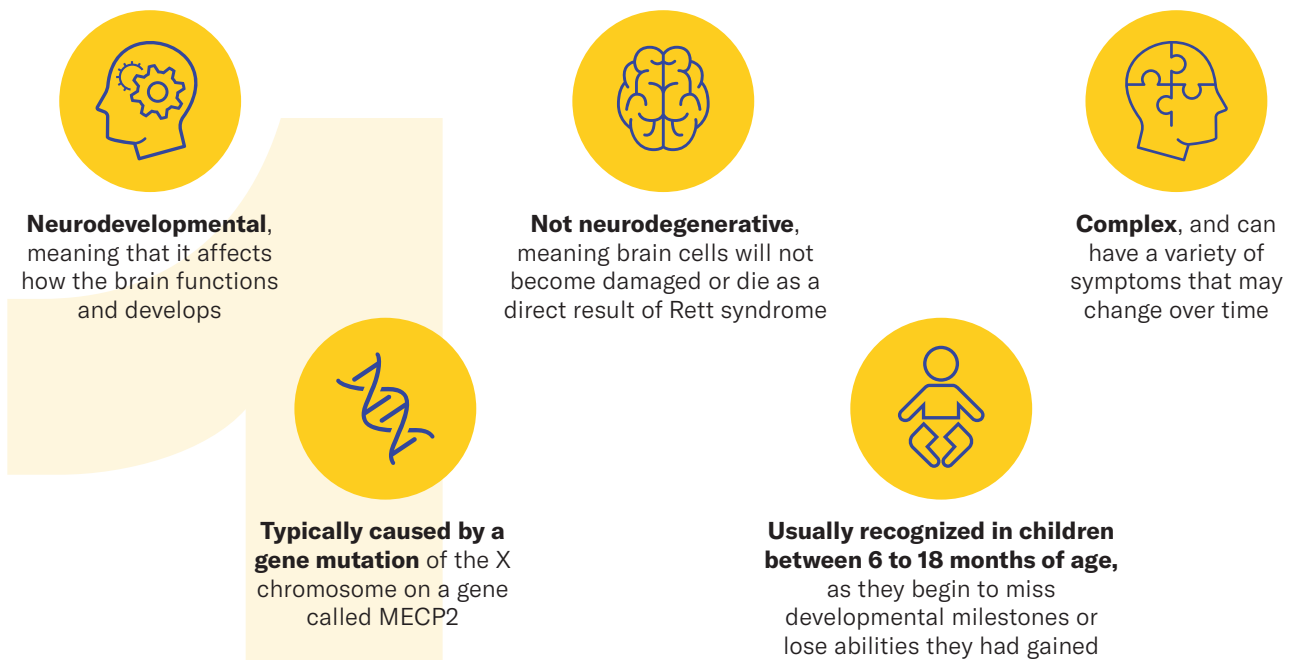 Neurodevelopmental,
meaning that it affects
how the brain functions
and develops
Not neurodegenerative,
meaning brain cells will not
become damaged or die as a
direct result of Rett syndrome
Complex, and can
have a variety of
symptoms that may
change over time
Typically caused by a
gene mutation of the X
chromosome on a gene
called MECP2
Usually recognized in children
between 6 to 18 months of age,
as they begin to miss
developmental milestones or
lose abilities they had gained